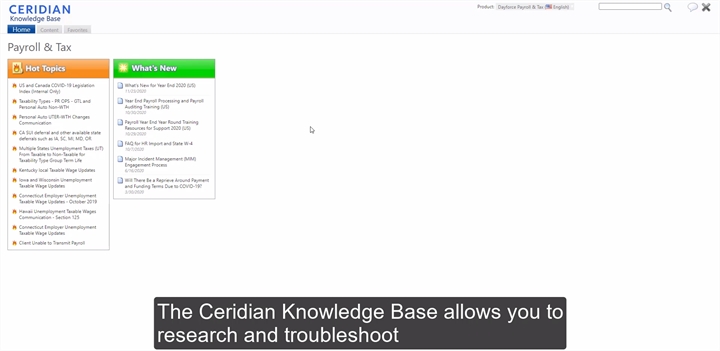 CERIDIAN
Knowledge Base
Product: Dayforce Payroll & Tax (English)
Home Content Favorites
Payroll & Tax
Hot Topics
US and Canada COVID-19 Legislation
Index (Internal Only)
Taxability Types - PR OPS - GTL and
Personal Auto Non-WTH
Personal Auto UTER-WTH Changes
Communication
CA SUI deferral and other available state
deferrals such as IA, SC, MI, MD, OR
Multiple States Unemployment Taxes (UT)
From Taxable to Non-Taxable for
Taxability Type Group Term Life
Kentucky local Taxable Wage Updates
Iowa and Wisconsin Unemployment
Taxable Wage Updates
Connecticut Employer Unemployment
Taxable Wage Updates - October 2019
Hawaii Unemployment Taxable Wages
Communication - Section 125
Connecticut Employer Unemployment
Taxable Wage Updates
Client Unable to Transmit Payroll
What's New
What's New for Year End 2020 (US)
11/25/2020
Year End Payroll Processing and Payroll
Auditing Training (US)
10/30/2020
Payroll Year End Year Round Training
Resources for Support 2020 (US)
10/28/2020
FAQ for HR Import and State W-4
10/7/2020
Major Incident Management (MIM)
Engagement Process
Will There Be a Reprieve Around Payment
and Funding Terms Due to COVID-19?
The Ceridian Knowledge Base allows you to
research and troubleshoot